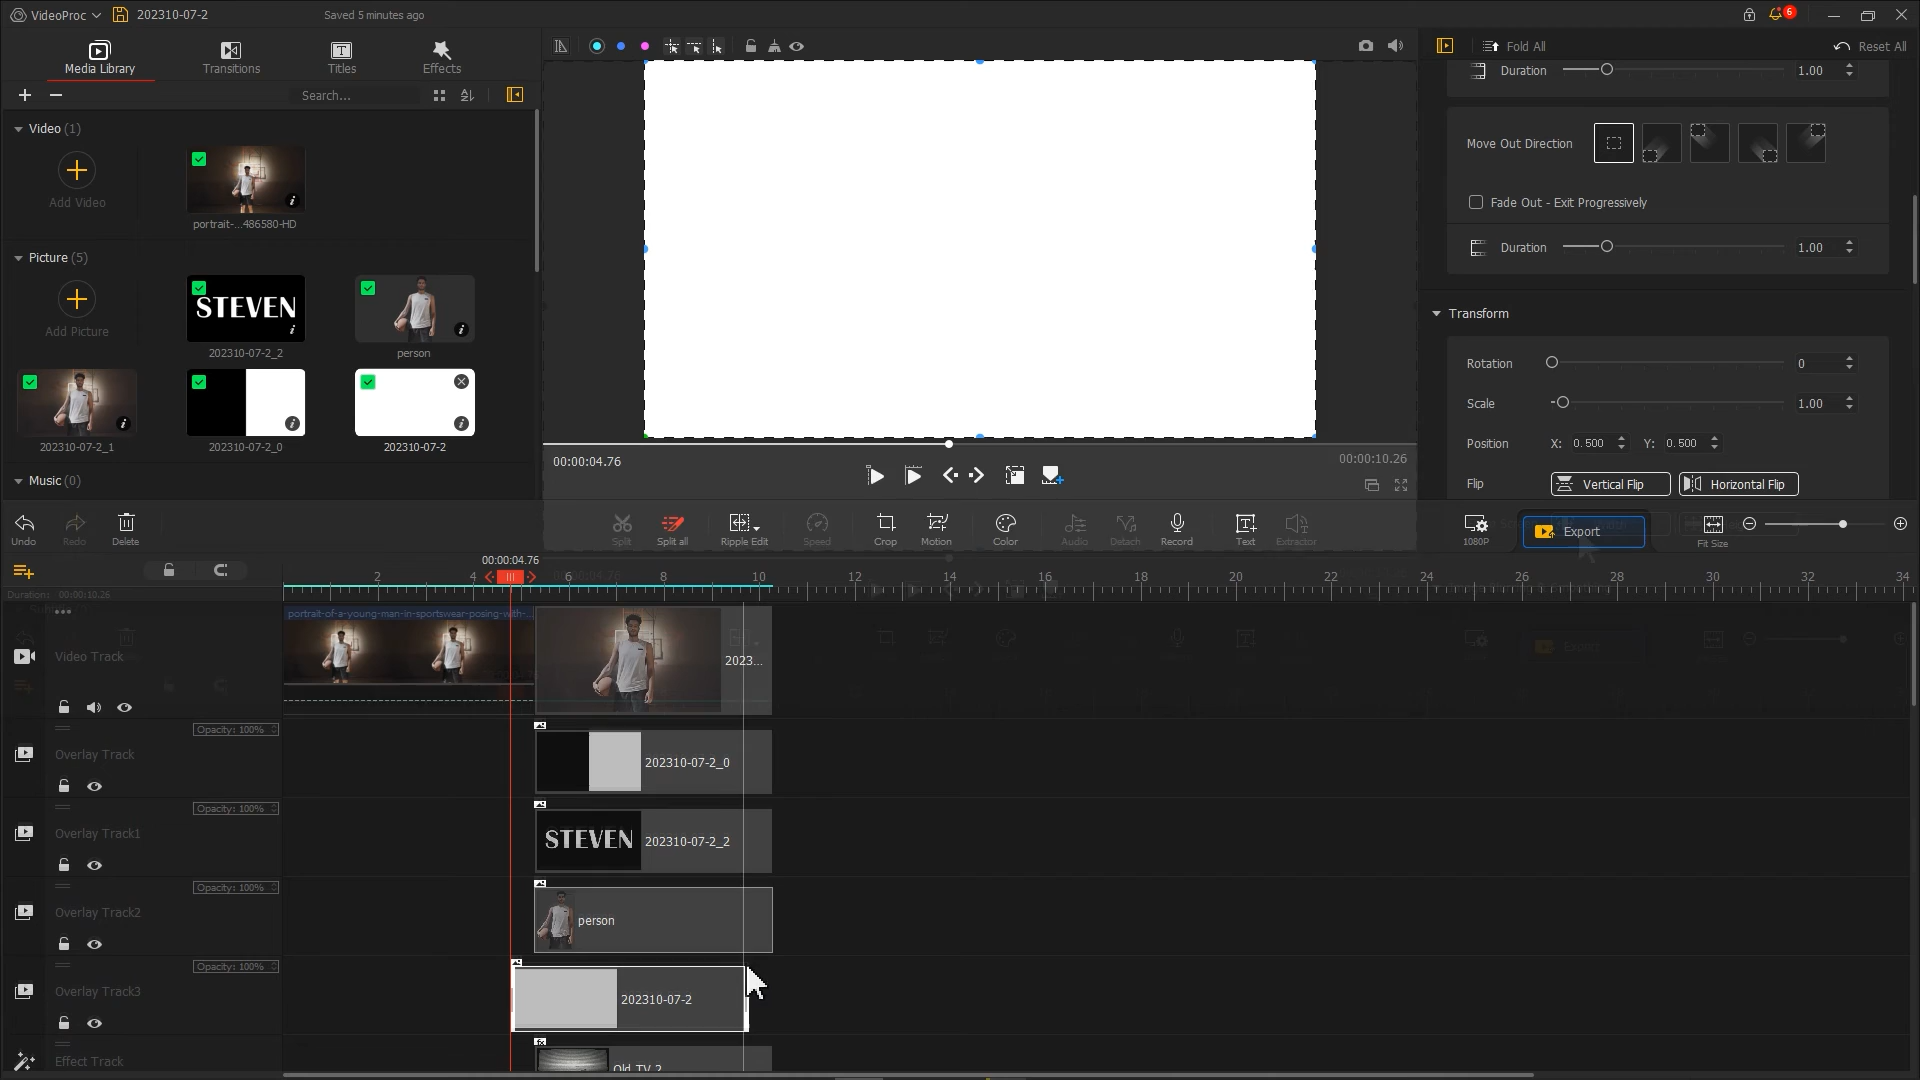 VideoProc
202310-07-2
Saved 5 minutes ago
6
Media Library
Transitions
Titles
Effects
Fold All
Reset All
Search...
Duration
1.00
Video (1)
Add Video
portrait-...486580-HD
Move Out Direction
Fade Out - Exit Progressively
Duration
1.00
Picture (5)
Add Picture
STEVEN
202310-07-2_2
person
202310-07-2_1
202310-07-2_0
202310-07-2
Music (0)
Transform
Rotation
0
Scale
1.00
Position
X:
0.500
Y:
0.500
Flip
Vertical Flip
Horizontal Flip
00:00:04.76
00:00:10.26
Undo
Redo
Delete
Split
Split all
Ripple Edit
Speed
Crop
Motion
Color
Audio
Detach
Record
Text
Extractor
1080P
Export
Fit Size
00:00:04.76
2
4
6
8
10
12
14
16
18
20
22
24
26
28
30
32
34
Duration: 00:00:10.26
portrait-of-a-young-man-in-sportswear-posing-with-...
Video Track
2023...
Opacity: 100%
Overlay Track
202310-07-2_0
Opacity: 100%
Overlay Track1
STEVEN
202310-07-2_2
Opacity: 100%
Overlay Track2
person
Opacity: 100%
Overlay Track3
202310-07-2
Effect Track
Old TV 2